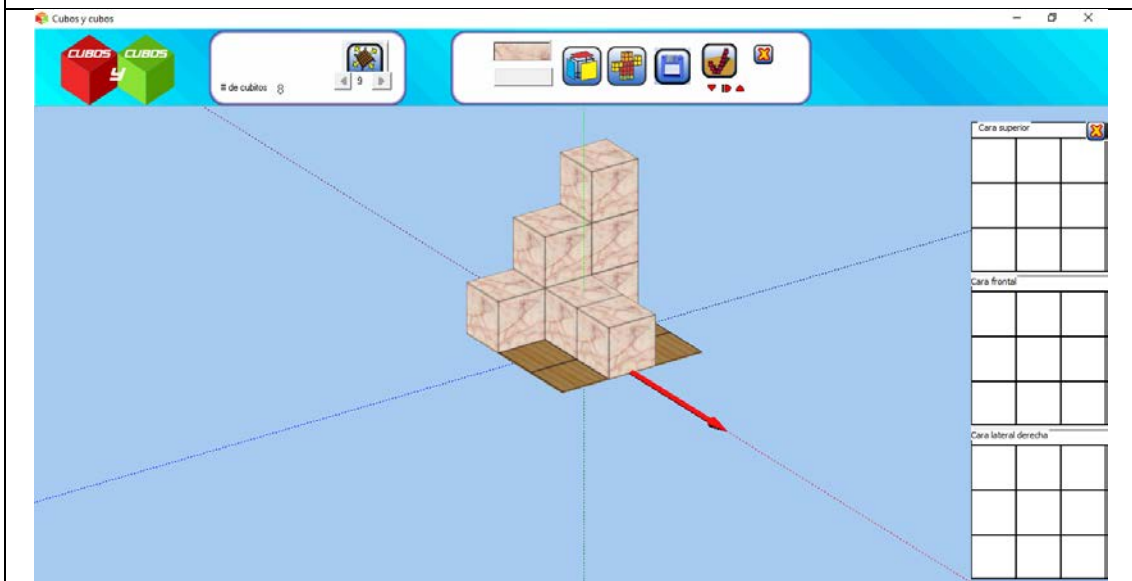 Cubos y cubos
CUBOS CUBOS
y
# de cubitos 8
9
Cara superior
Cara frontal
Cara lateral derecha